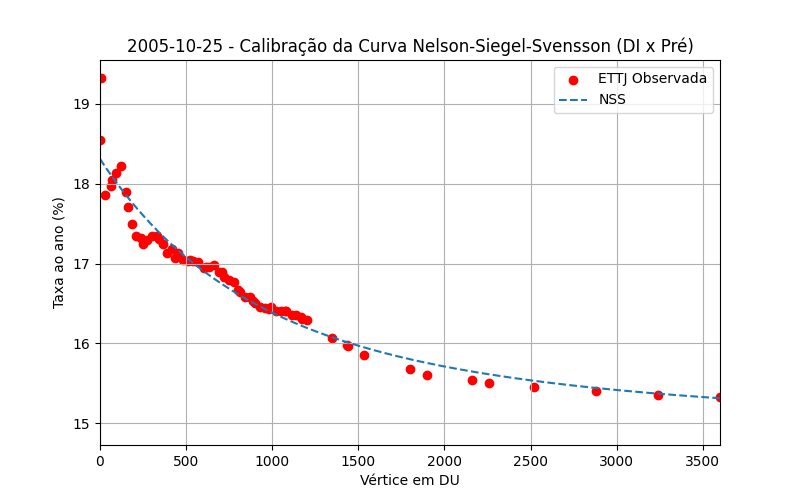 2005-10-25 - Calibração da Curva Nelson-Siegel-Svensson (DI x Pré)
ETTJ Observada
NSS
Taxa ao ano (%)
19
18
17
16
15
0 500 1000 1500 2000 2500 3000 3500
Vértice em DU